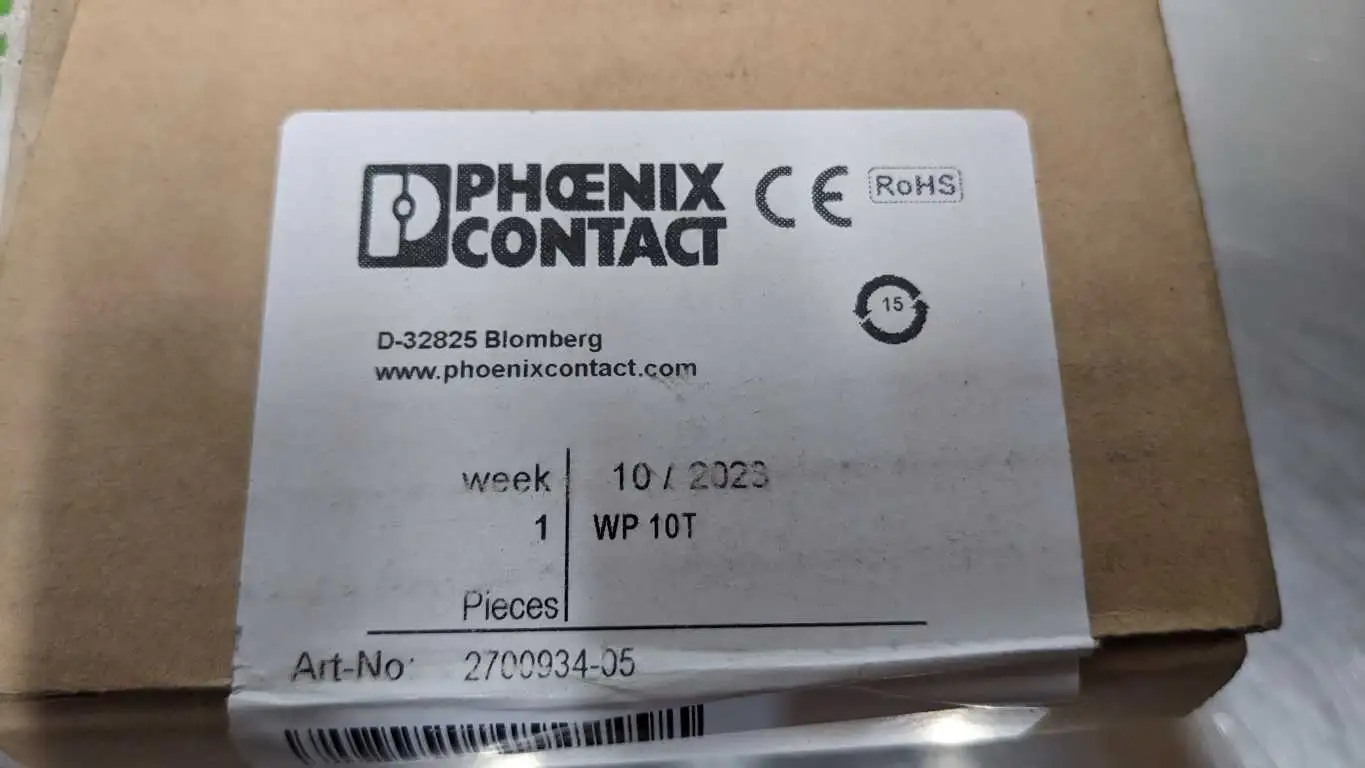 PHŒNIX
CONTACT
CE
RoHS
15
D-32825 Blomberg
www.phoenixcontact.com
week 10 / 2023
1 WP 10T
Pieces
Art-No: 2700934-05